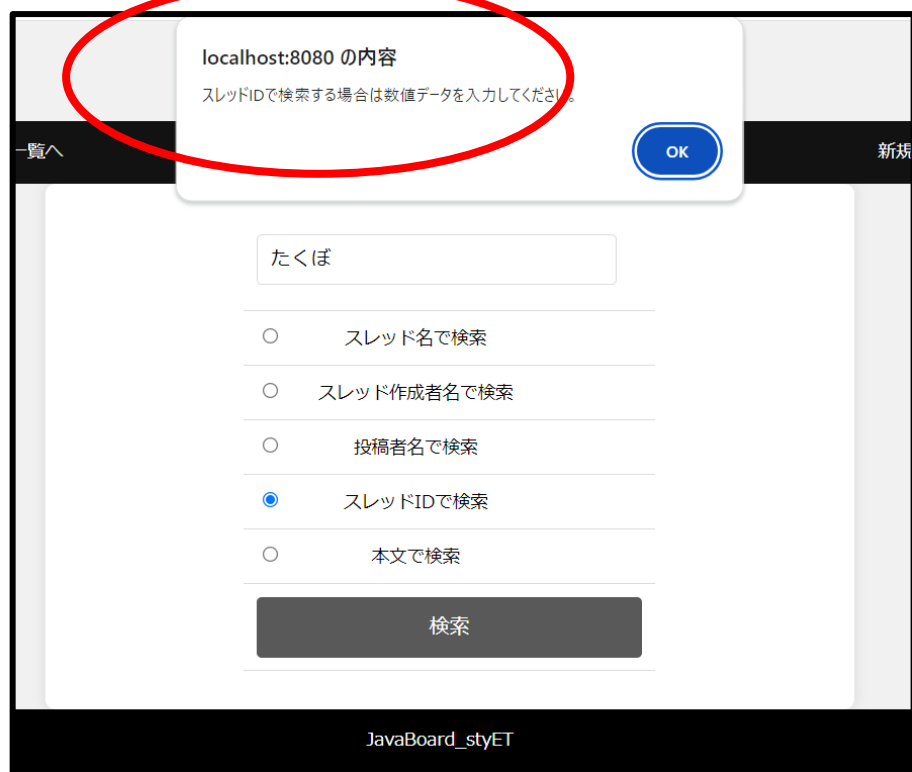 localhost:8080 の内容
スレッドIDで検索する場合は数値データを入力してください。
OK
一覧へ
新規
たくぼ
スレッド名で検索
スレッド作成者名で検索
投稿者名で検索
スレッドIDで検索
本文で検索
検索
JavaBoard_styET